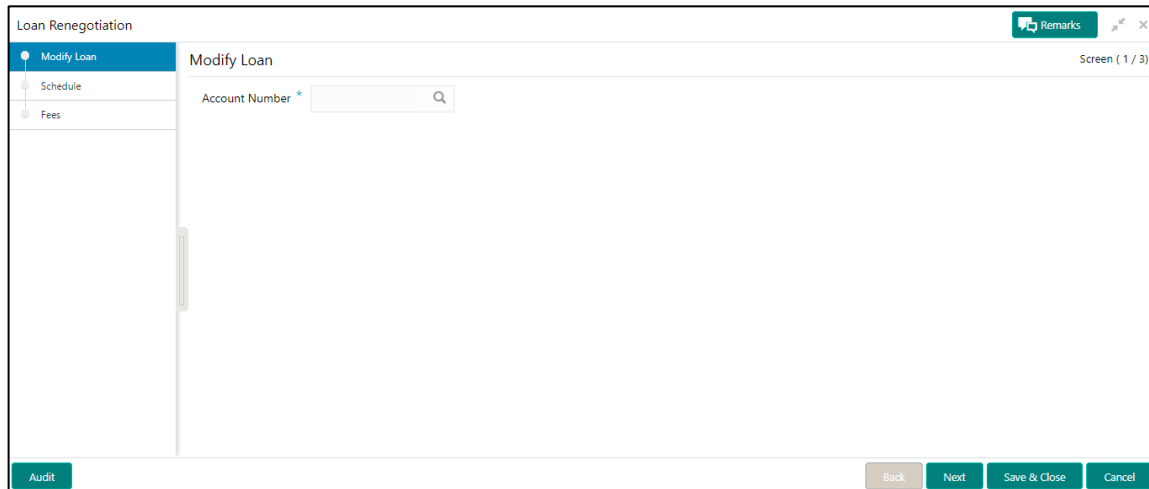 Loan Renegotiation Remarks
Modify Loan
Schedule
Fees
Modify Loan Screen ( 1 / 3)
Account Number *
Audit Back Next Save & Close Cancel